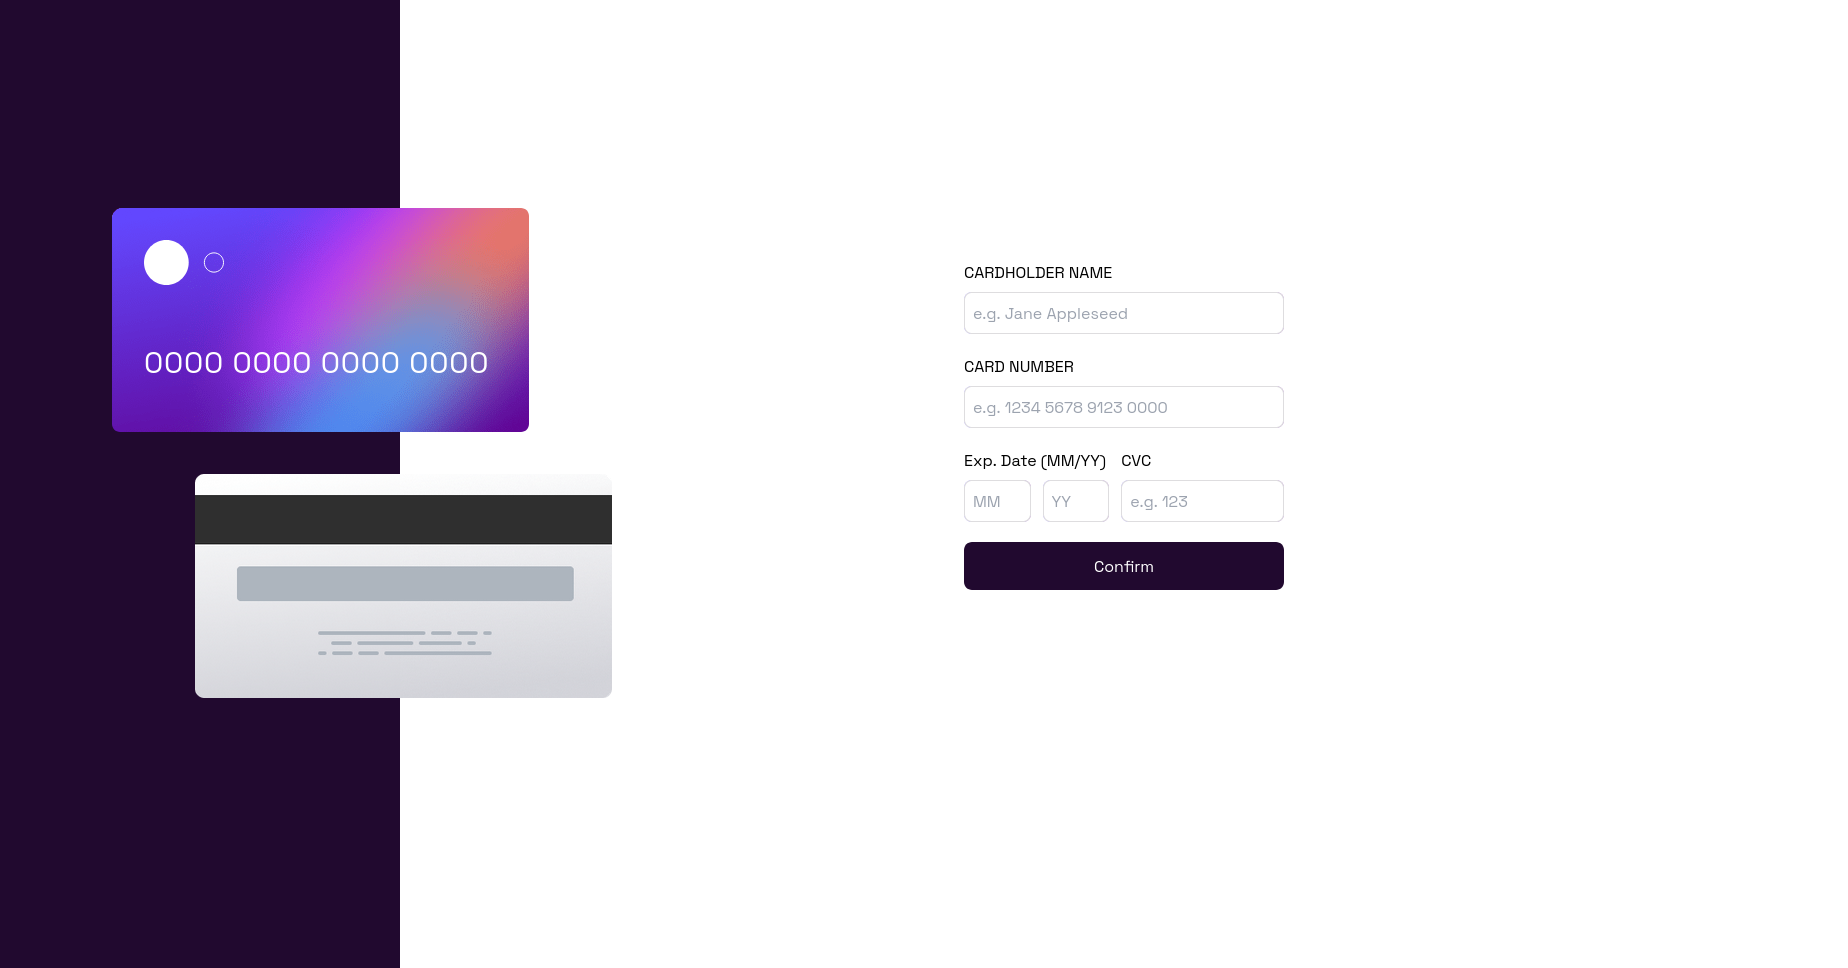 0000 0000 0000 0000
CARDHOLDER NAME
e.g. Jane Appleseed
CARD NUMBER
e.g. 1234 5678 9123 0000
Exp. Date (MM/YY) CVC
MM YY e.g. 123
Confirm